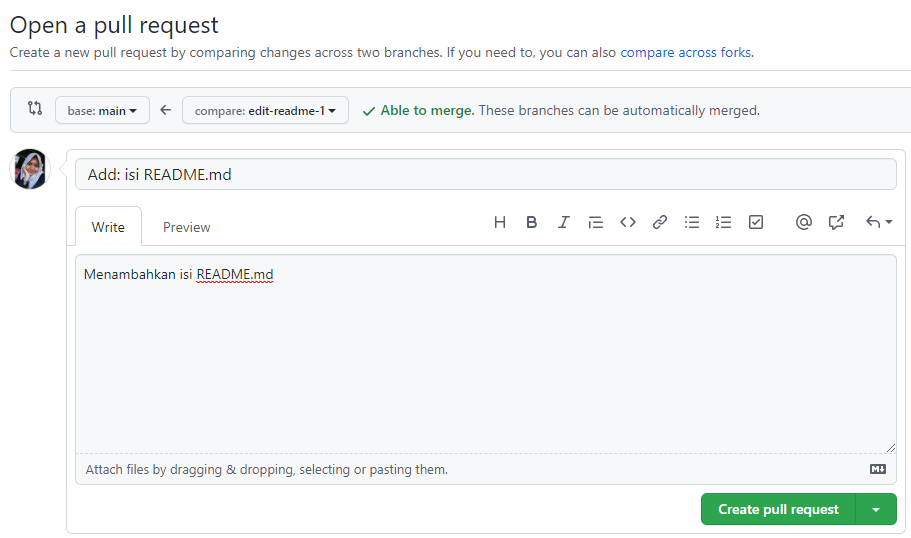 Open a pull request
Create a new pull request by comparing changes across two branches. If you need to, you can also compare across forks.
base: main compare: edit-readme-1 Able to merge. These branches can be automatically merged.
Add: isi README.md
Write Preview
Menambahkan isi README.md
Attach files by dragging & dropping, selecting or pasting them.
Create pull request